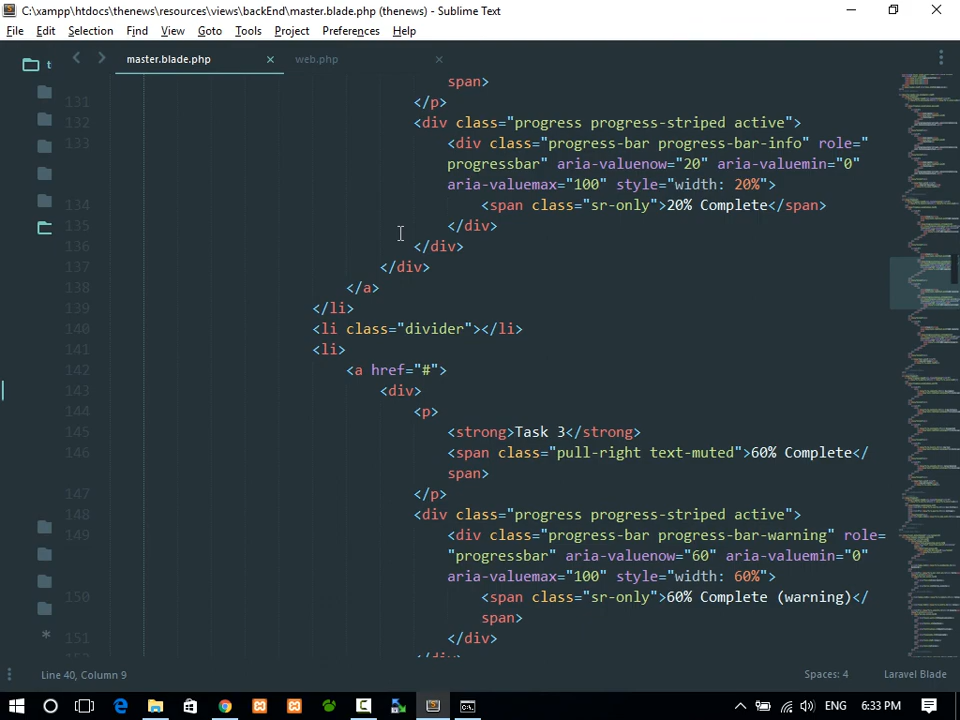 C:\xampp\htdocs\thenews\resources\views\backEnd\master.blade.php (thenews) - Sublime Text
File Edit Selection Find View Goto Tools Project Preferences Help
t
master.blade.php
web.php
span>
131 </p>
132 <div class="progress progress-striped active">
133 <div class="progress-bar progress-bar-info" role="
progressbar" aria-valuenow="20" aria-valuemin="0"
aria-valuemax="100" style="width: 20%">
134 <span class="sr-only">20% Complete</span>
135 </div>
136 </div>
137 </div>
138 </a>
139 </li>
140 <li class="divider"></li>
141 <li>
142 <a href="#">
143 <div>
144 <p>
145 <strong>Task 3</strong>
146 <span class="pull-right text-muted">60% Complete</
span>
147 </p>
148 <div class="progress progress-striped active">
149 <div class="progress-bar progress-bar-warning" role=
"progressbar" aria-valuenow="60" aria-valuemin="0"
aria-valuemax="100" style="width: 60%">
150 <span class="sr-only">60% Complete (warning)</
span>
151 </div>
Line 40, Column 9
Spaces: 4
Laravel Blade
ENG
6:33 PM